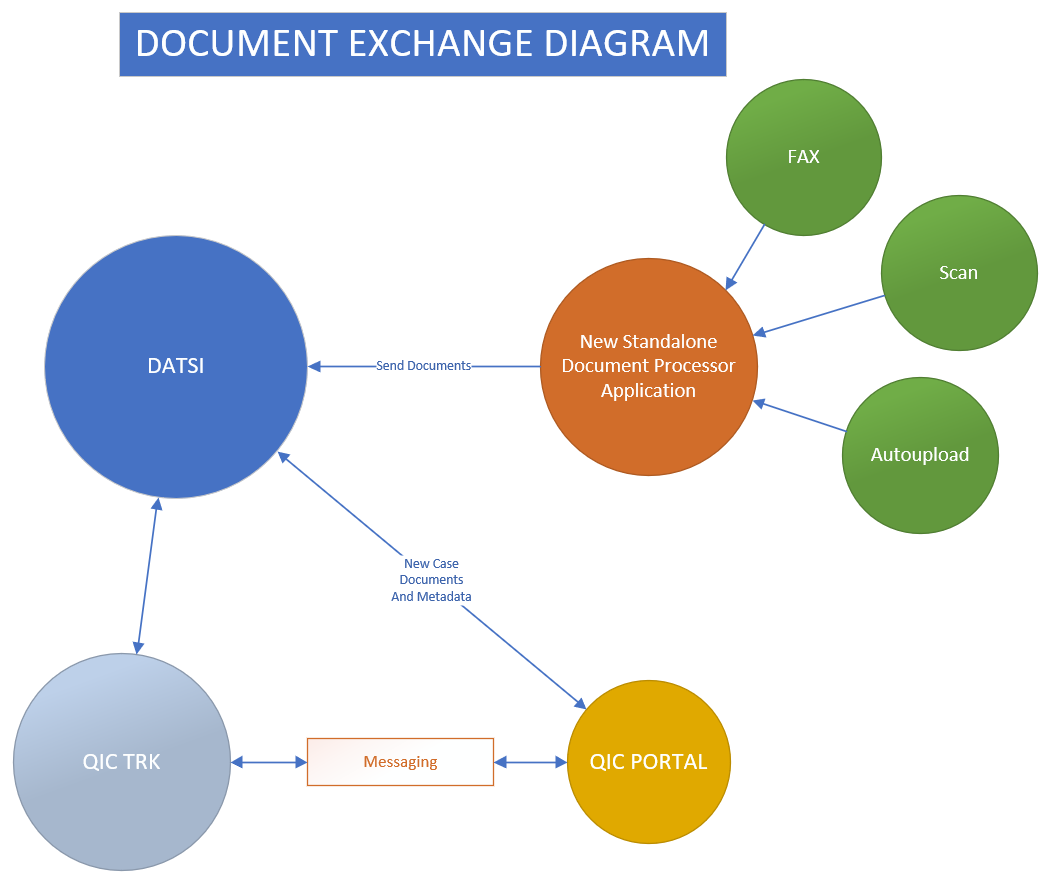 DOCUMENT EXCHANGE DIAGRAM
FAX
Scan
New Standalone
Document Processor
Application
DATSI
Send Documents
Autoupload
New Case
Documents
And Metadata
QIC TRK
Messaging
QIC PORTAL